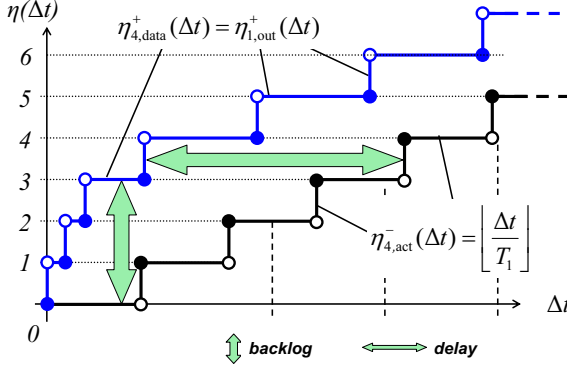 η(Δt)
η⁺₄,data(Δt) = η⁺₁,out(Δt)
6
5
4
3
2
1
0
η⁻₄,act(Δt) = ⌊Δt/T₁⌋
Δt
backlog
delay